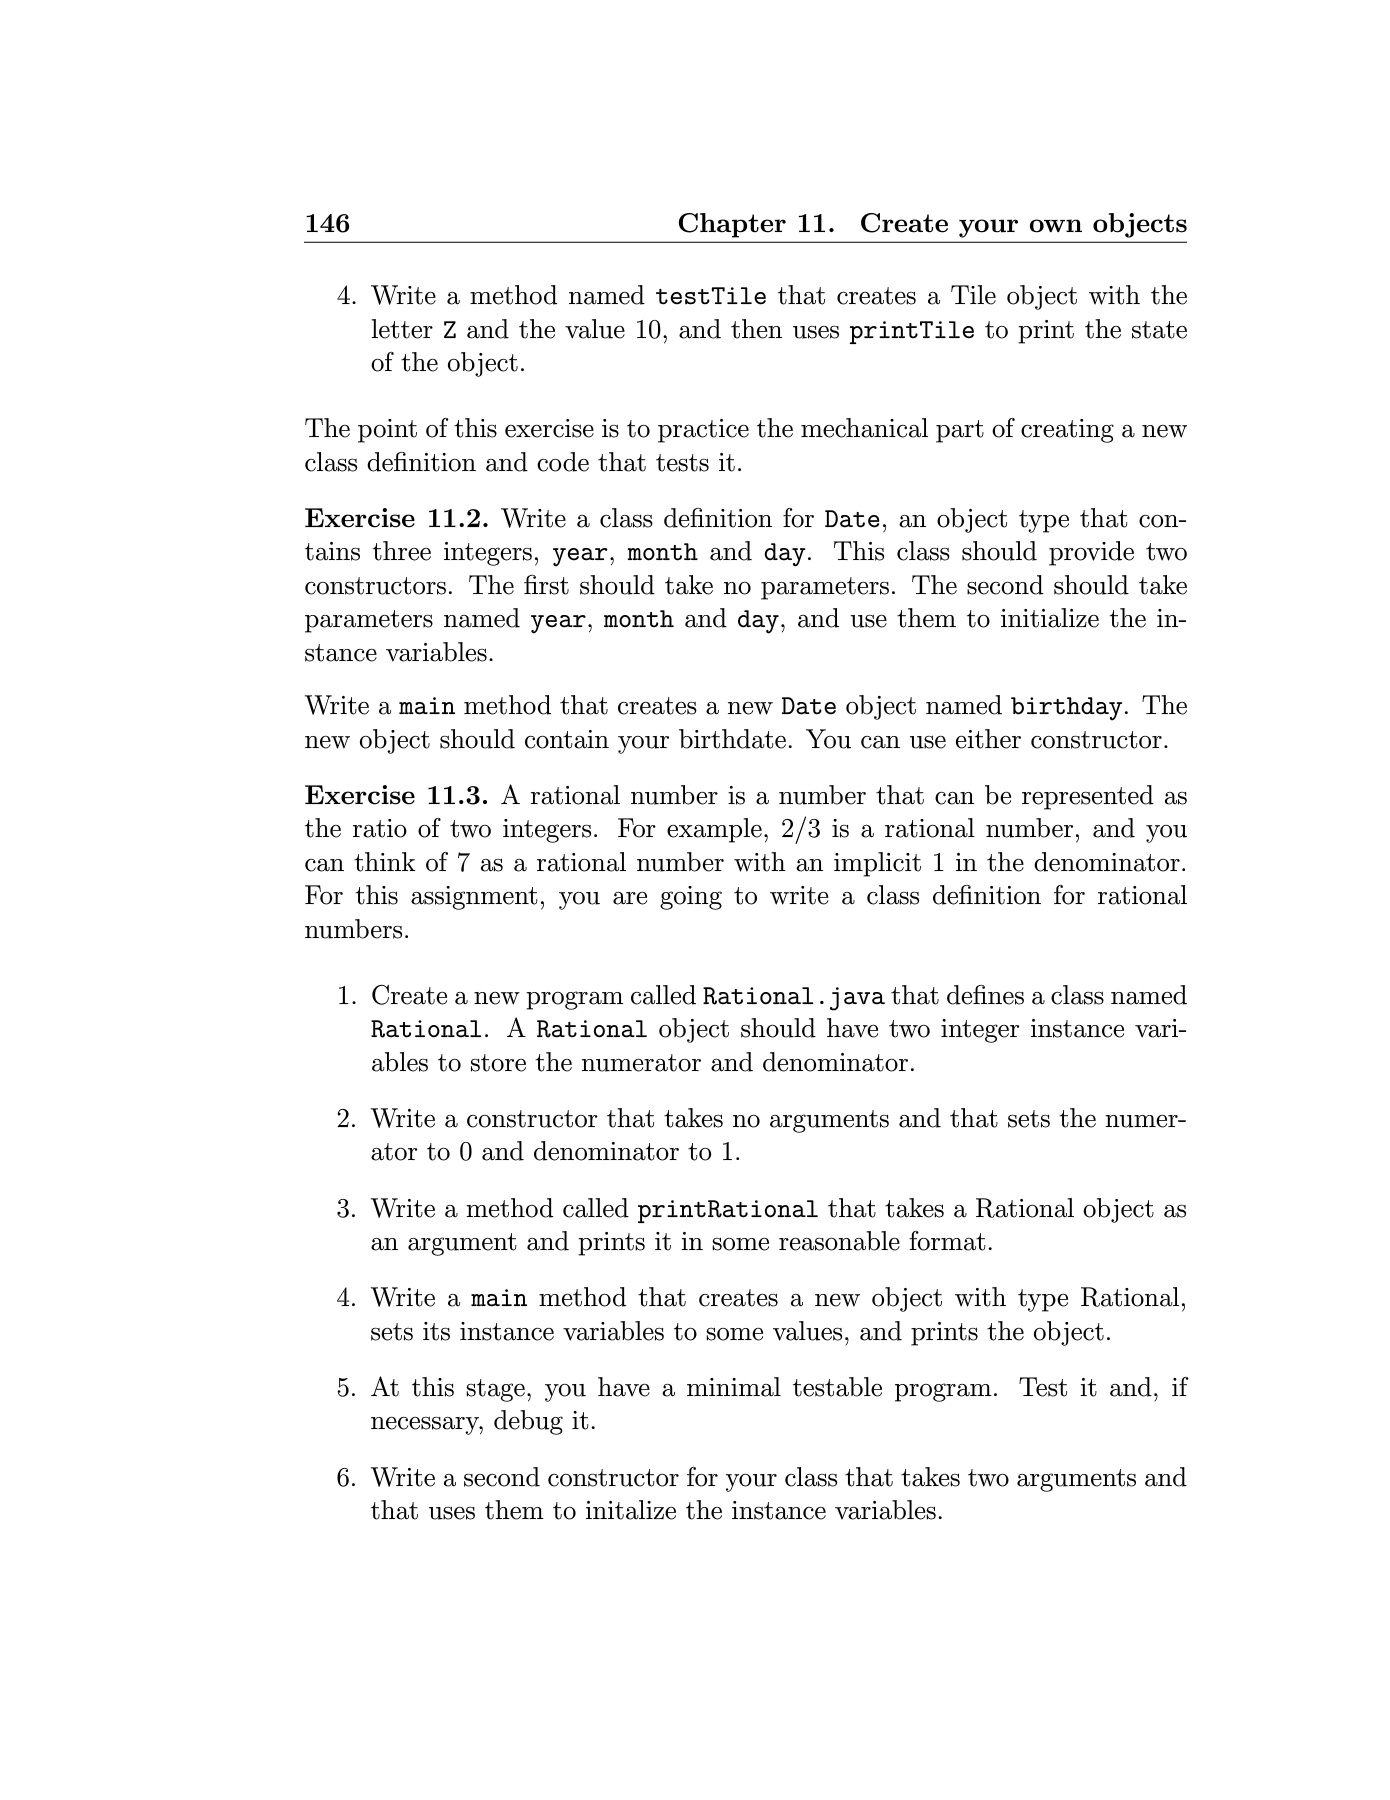 146 Chapter 11. Create your own objects
4. Write a method named testTile that creates a Tile object with the
letter Z and the value 10, and then uses printTile to print the state
of the object.
The point of this exercise is to practice the mechanical part of creating a new
class definition and code that tests it.
Exercise 11.2. Write a class definition for Date, an object type that con-
tains three integers, year, month and day. This class should provide two
constructors. The first should take no parameters. The second should take
parameters named year, month and day, and use them to initialize the in-
stance variables.
Write a main method that creates a new Date object named birthday. The
new object should contain your birthdate. You can use either constructor.
Exercise 11.3. A rational number is a number that can be represented as
the ratio of two integers. For example, 2/3 is a rational number, and you
can think of 7 as a rational number with an implicit 1 in the denominator.
For this assignment, you are going to write a class definition for rational
numbers.
1. Create a new program called Rational.java that defines a class named
Rational. A Rational object should have two integer instance vari-
ables to store the numerator and denominator.
2. Write a constructor that takes no arguments and that sets the numer-
ator to 0 and denominator to 1.
3. Write a method called printRational that takes a Rational object as
an argument and prints it in some reasonable format.
4. Write a main method that creates a new object with type Rational,
sets its instance variables to some values, and prints the object.
5. At this stage, you have a minimal testable program. Test it and, if
necessary, debug it.
6. Write a second constructor for your class that takes two arguments and
that uses them to initalize the instance variables.